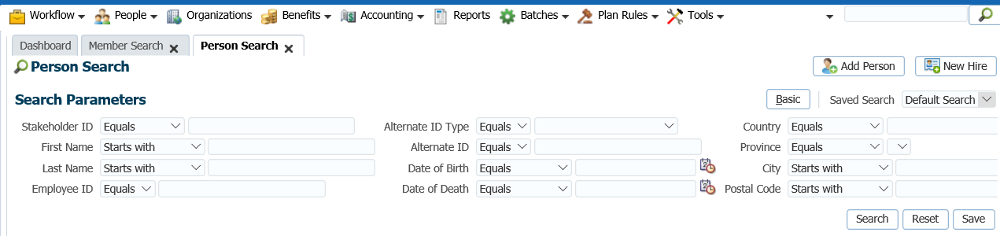 Workflow People Organizations Benefits Accounting Reports Batches Plan Rules Tools
Dashboard Member Search Person Search
Person Search Add Person New Hire
Search Parameters Basic Saved Search Default Search
Stakeholder ID Equals Alternate ID Type Equals Country Equals
First Name Starts with Alternate ID Equals Province Equals
Last Name Starts with Date of Birth Equals City Starts with
Employee ID Equals Date of Death Equals Postal Code Starts with
Search Reset Save